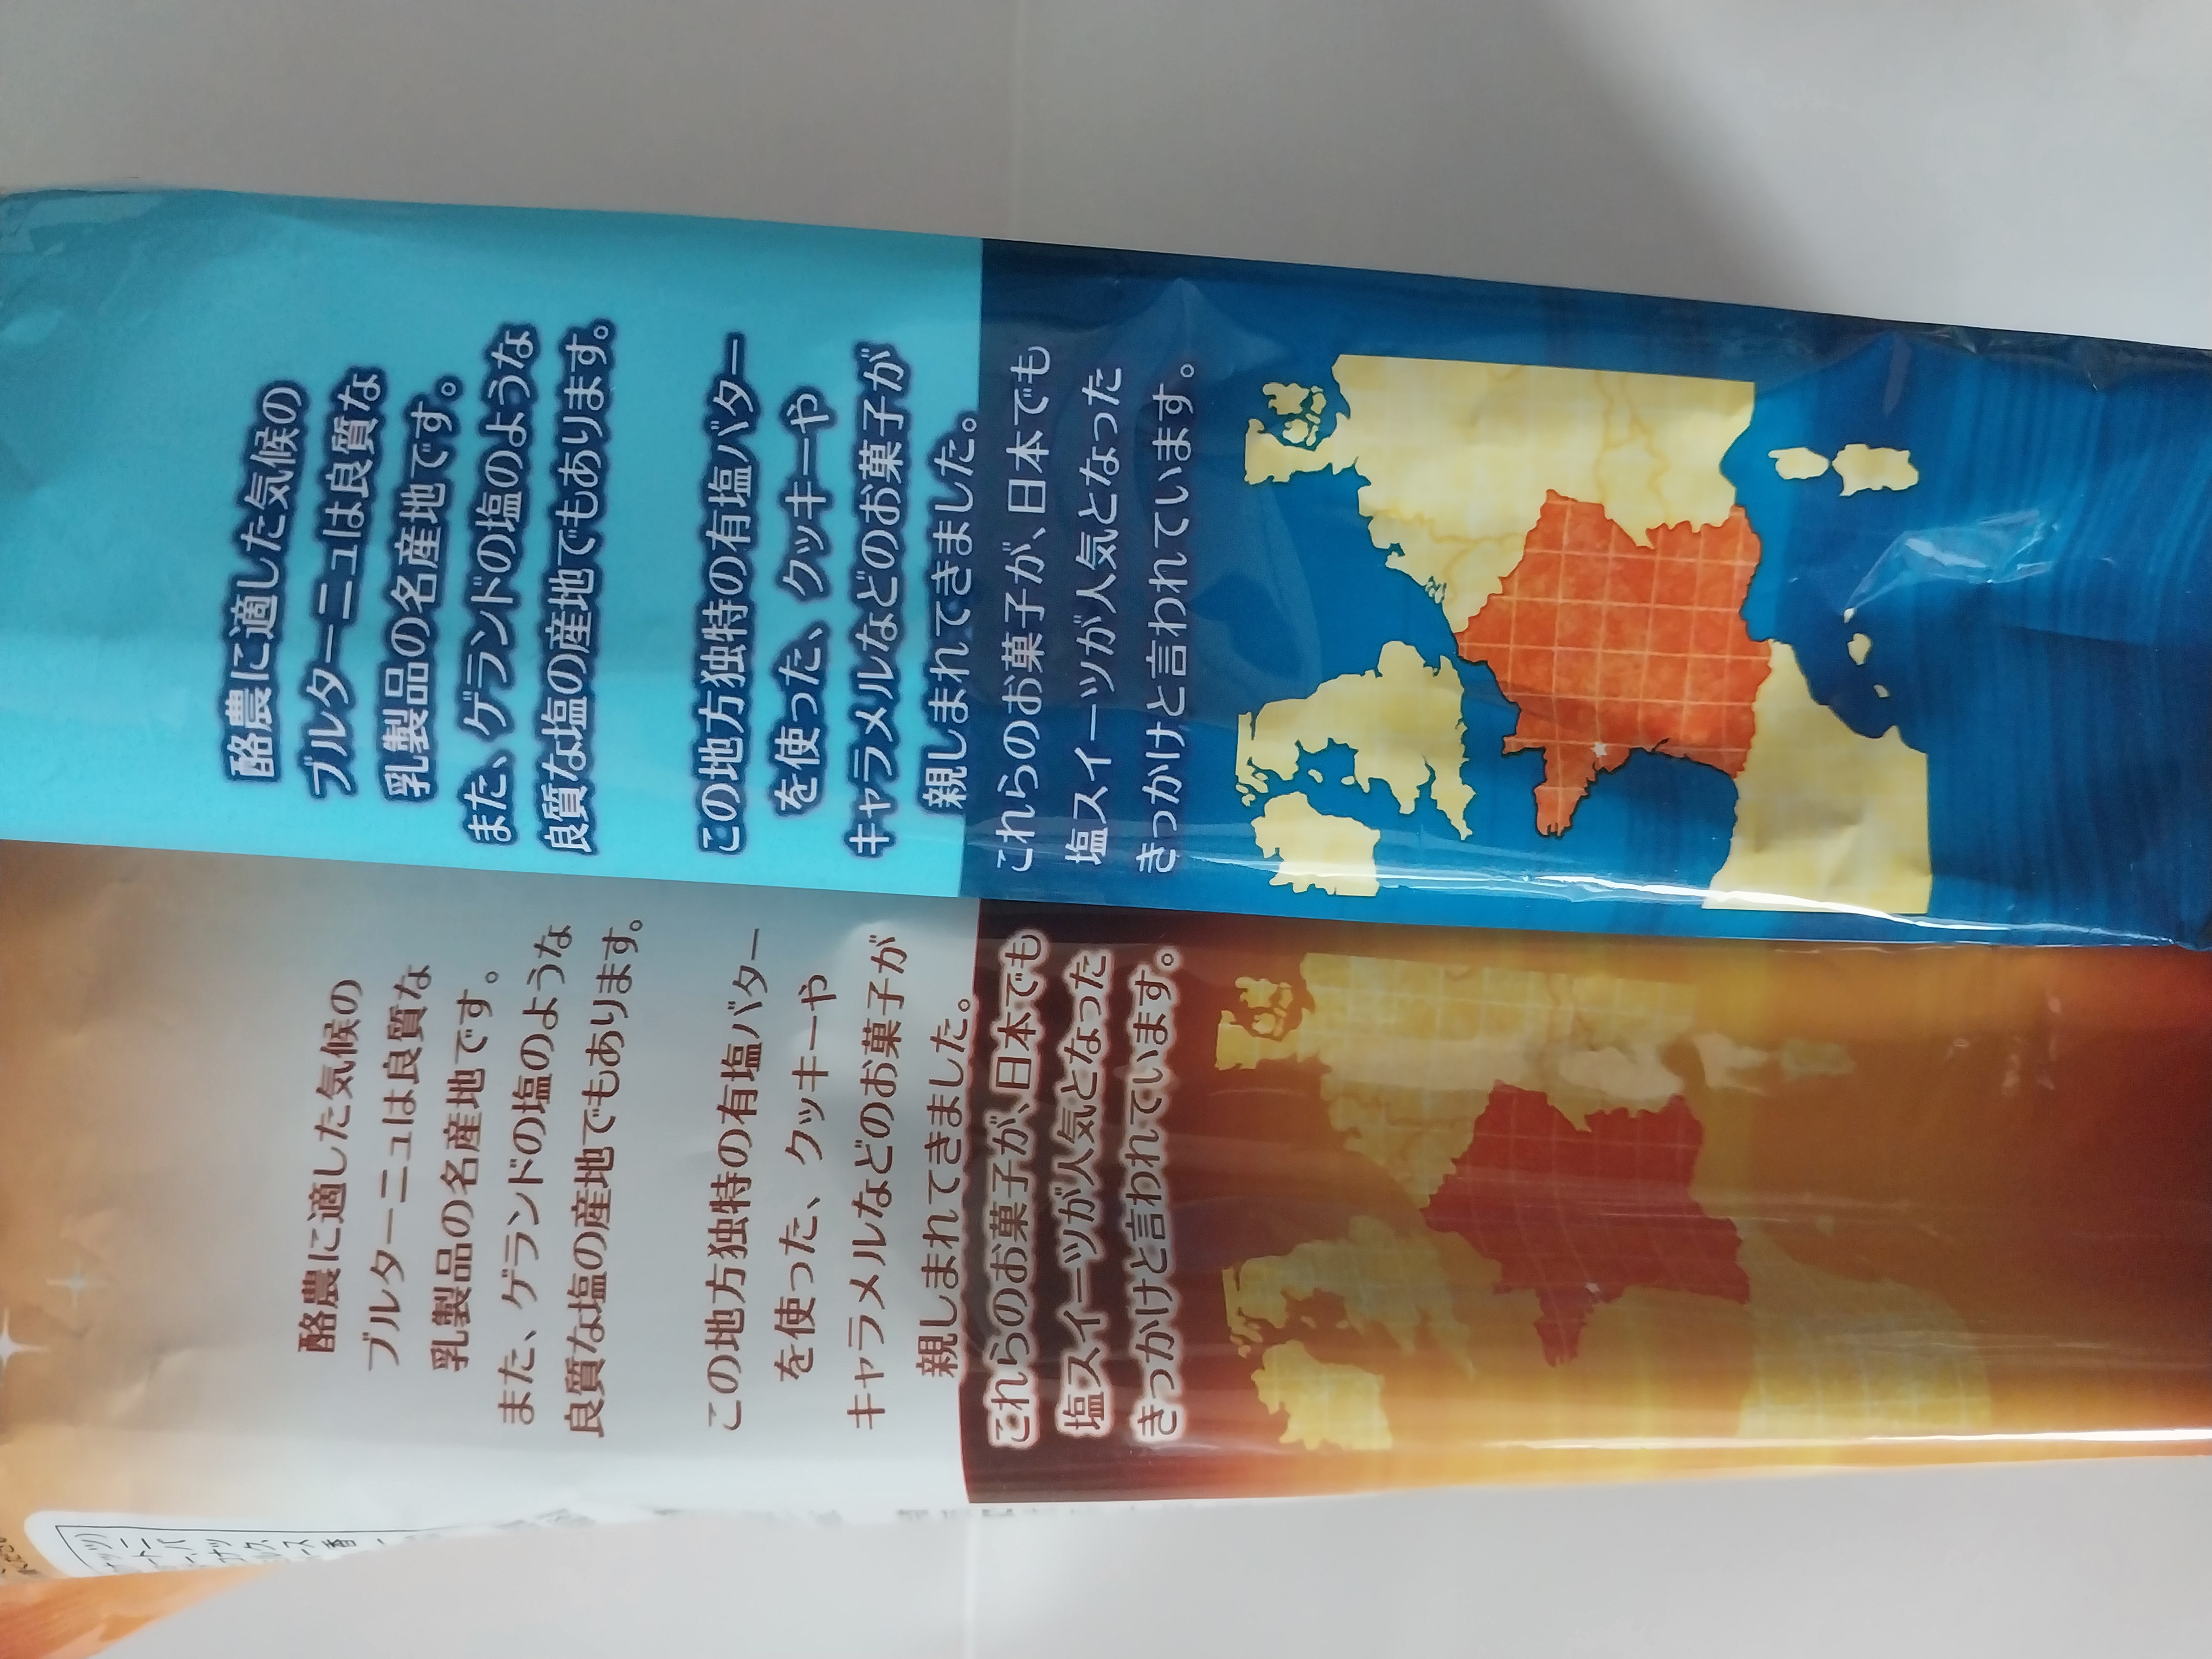 酪農に適した気候の
ブルターニュは良質な
乳製品の名産地です。
また、ゲランドの塩のような
良質な塩の産地でもあります。
この地方独特の有塩バター
を使った、クッキーや
キャラメルなどのお菓子が
親しまれてきました。
これらのお菓子が、日本でも
塩スイーツが人気となった
きっかけと言われています。
酪農に適した気候の
ブルターニュは良質な
乳製品の名産地です。
また、ゲランドの塩のような
良質な塩の産地でもあります。
この地方独特の有塩バター
を使った、クッキーや
キャラメルなどのお菓子が
親しまれてきました。
これらのお菓子が、日本でも
塩スイーツが人気となった
きっかけと言われています。